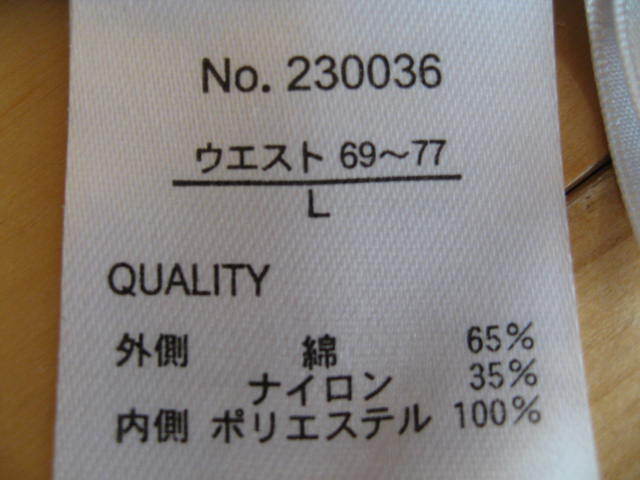 No. 230036
ウエスト 69〜77
L
QUALITY
外側 綿 65%
ナイロン 35%
内側 ポリエステル 100%